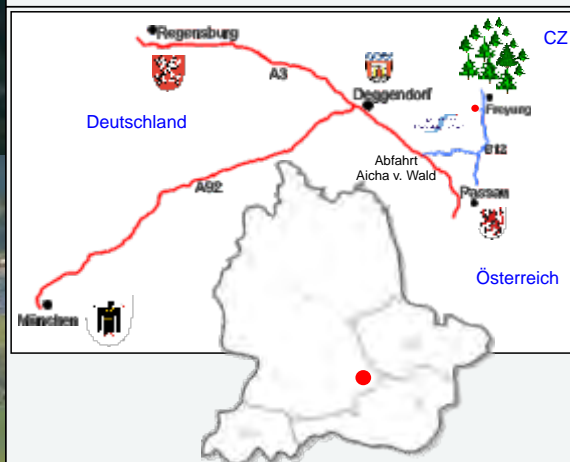 Regensburg
CZ
A3
Deggendorf
Freyung
Deutschland
B12
Abfahrt
Aicha v. Wald
A92
Passau
Österreich
München